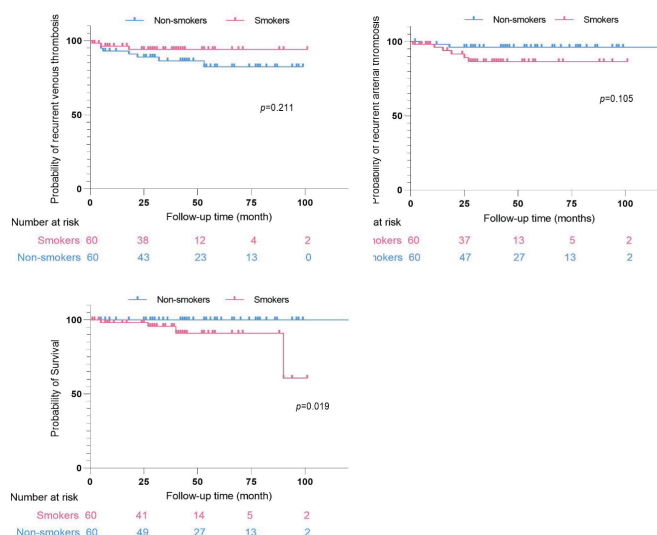 Non-smokers Smokers
Probability of recurrent venous thrombosis
100
50
0
p=0.211
0 25 50 75 100
Follow-up time (month)
Number at risk
Smokers 60 38 12 4 2
Non-smokers 60 43 23 13 0
Non-smokers Smokers
Probability of recurrent arterial thrombosis
100
50
0
p=0.105
0 25 50 75 100
Follow-up time (months)
at risk
mokers 60 37 13 5 2
mokers 60 47 27 13 2
Non-smokers Smokers
Probability of Survival
100
50
0
p=0.019
0 25 50 75 100
Follow-up time (month)
Number at risk
Smokers 60 41 14 5 2
Non-smokers 60 49 27 13 2